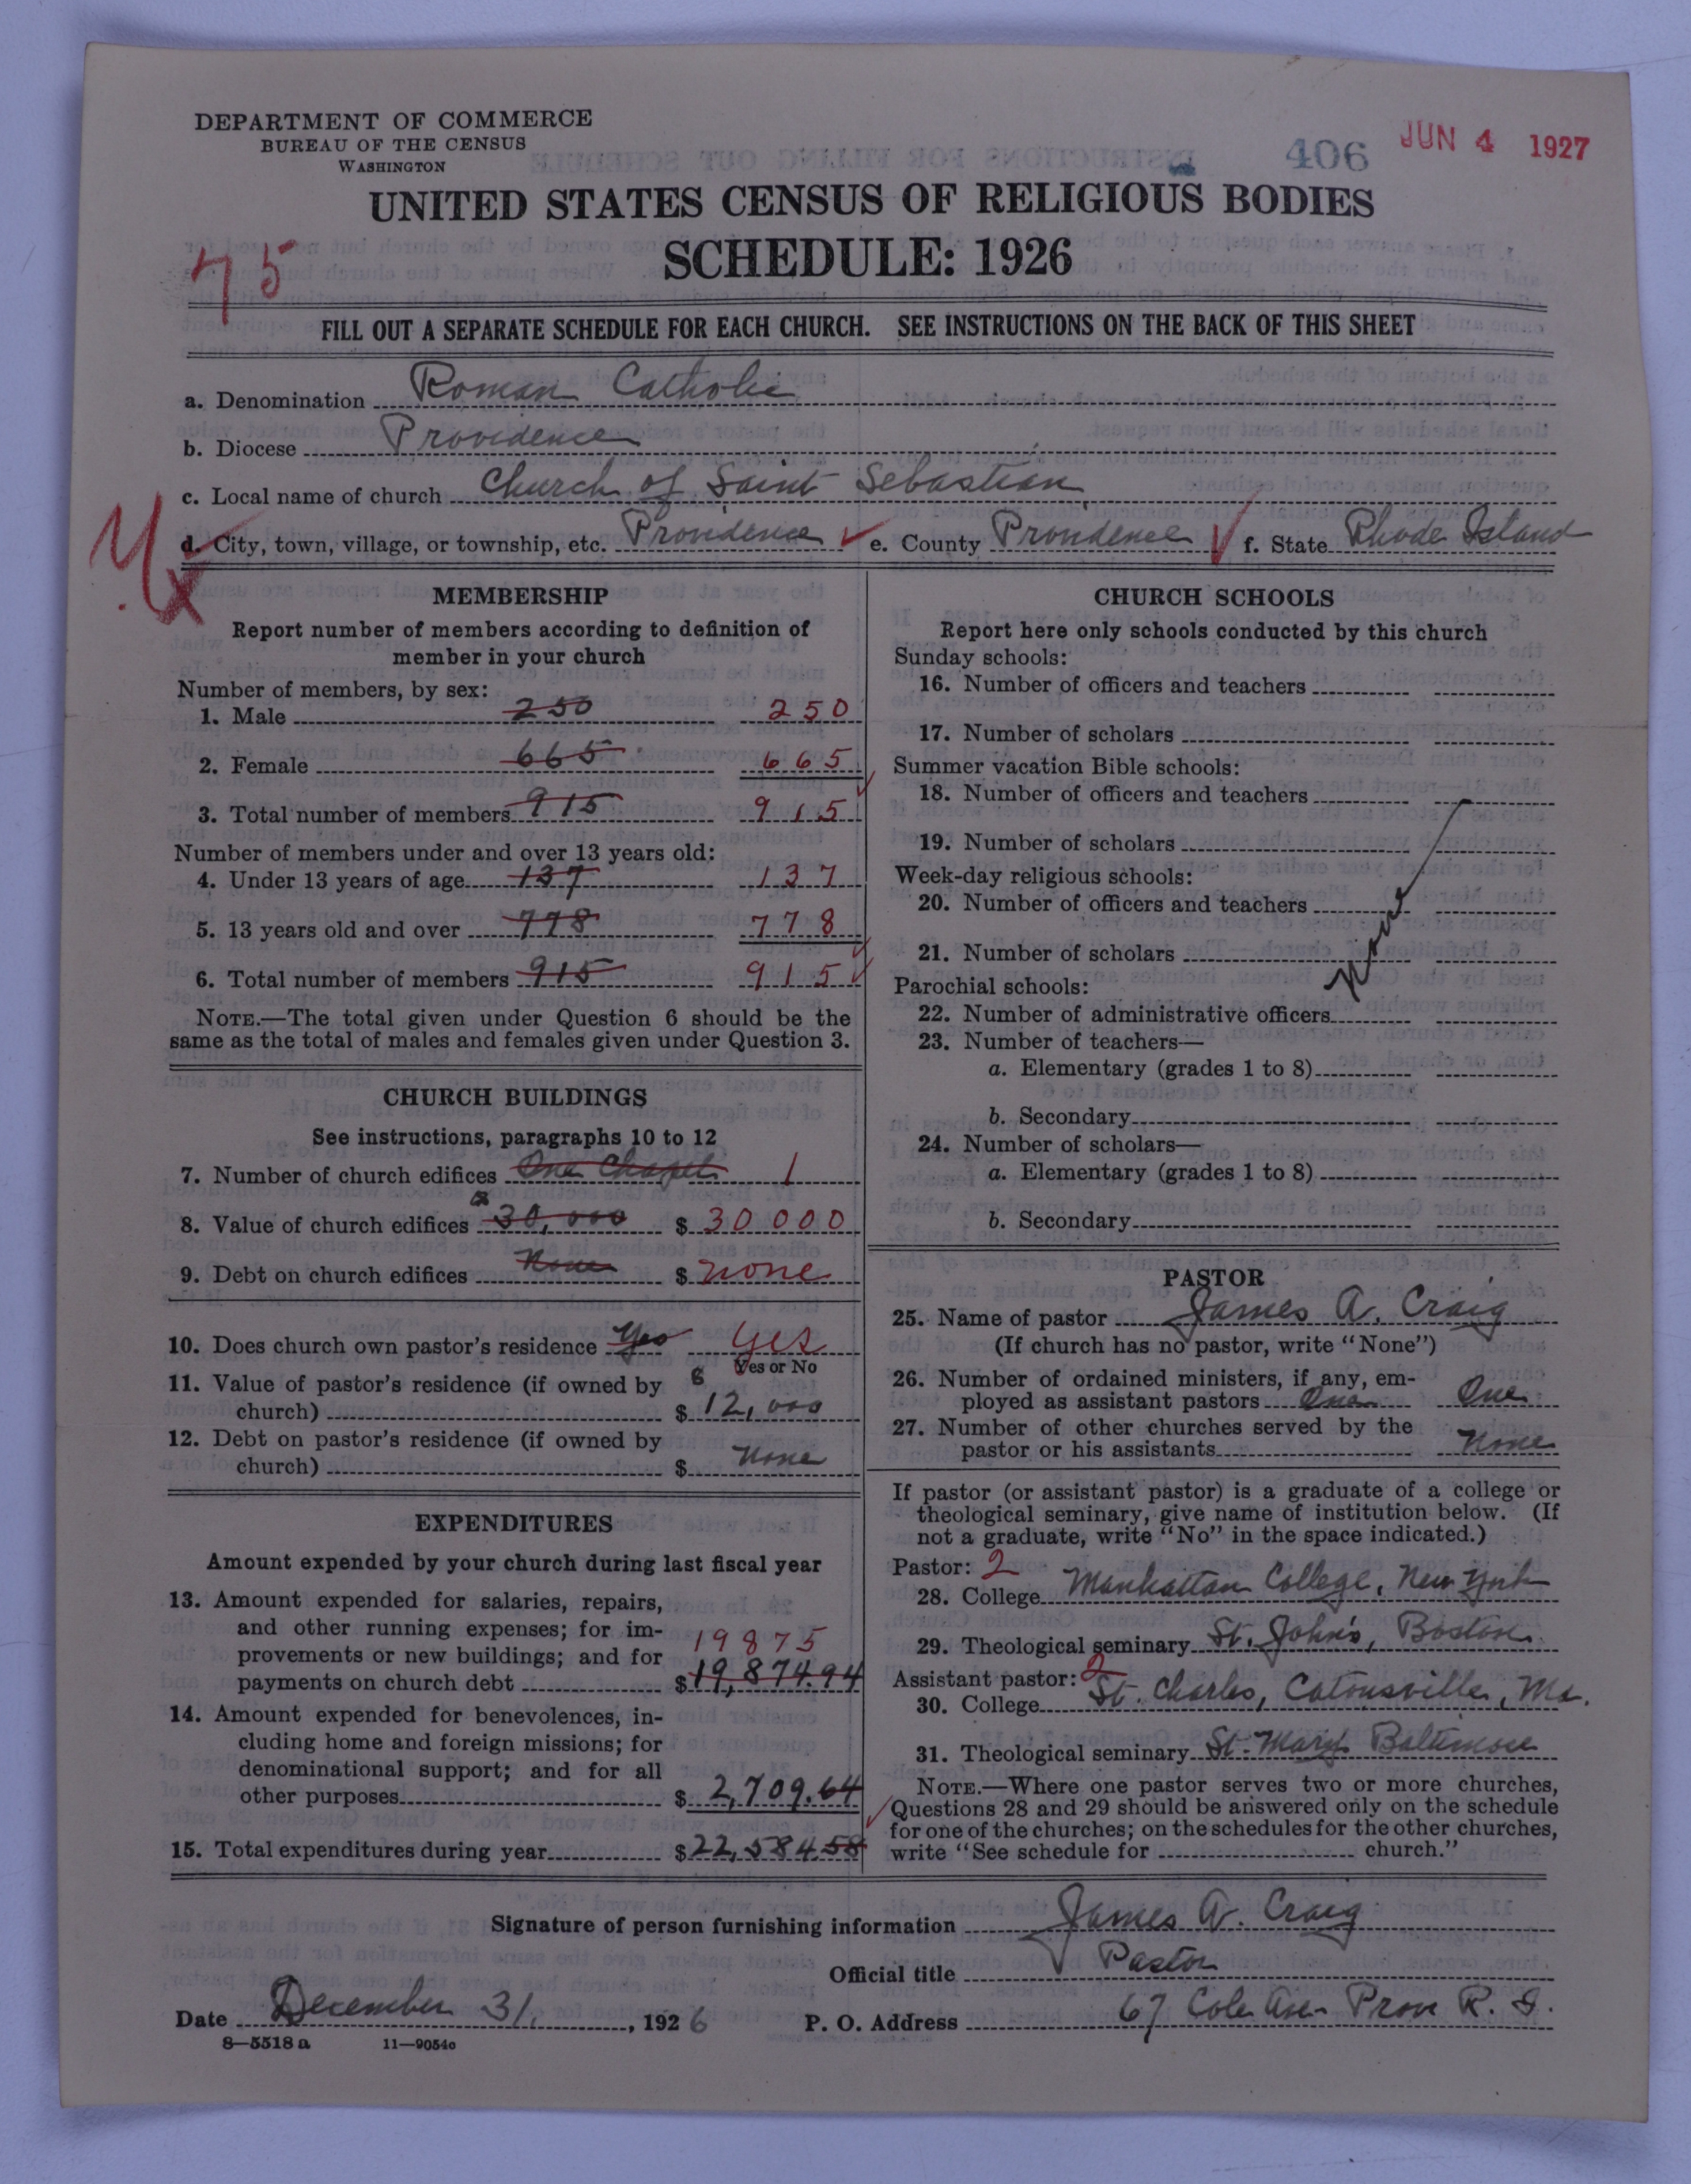 DEPARTMENT OF COMMERCE
BUREAU OF THE CENSUS
WASHINGTON
406 JUN 4 1927
UNITED STATES CENSUS OF RELIGIOUS BODIES
SCHEDULE: 1926
75
FILL OUT A SEPARATE SCHEDULE FOR EACH CHURCH. SEE INSTRUCTIONS ON THE BACK OF THIS SHEET
a. Denomination Roman Catholic
b. Diocese Providence
c. Local name of church Church of Saint Sebastian
d. City, town, village, or township, etc. Providence e. County Providence f. State Rhode Island
MEMBERSHIP
Report number of members according to definition of
member in your church
Number of members, by sex:
1. Male 250 250
2. Female 665 665
3. Total number of members 915 915
Number of members under and over 13 years old:
4. Under 13 years of age 137 137
5. 13 years old and over 778 778
6. Total number of members 915 915
NOTE.—The total given under Question 6 should be the
same as the total of males and females given under Question 3.
CHURCH BUILDINGS
See instructions, paragraphs 10 to 12
7. Number of church edifices One Chapel 1
8. Value of church edifices 30,000 $ 30000
9. Debt on church edifices None $ none
10. Does church own pastor's residence Yes Yes
Yes or No
11. Value of pastor's residence (if owned by
church) $ 12,000
12. Debt on pastor's residence (if owned by
church) $ None
EXPENDITURES
Amount expended by your church during last fiscal year
13. Amount expended for salaries, repairs,
and other running expenses; for im-
provements or new buildings; and for 19875
payments on church debt $ 19,874.94
14. Amount expended for benevolences, in-
cluding home and foreign missions; for
denominational support; and for all
other purposes $ 2,709.64
15. Total expenditures during year $ 22,584.58
CHURCH SCHOOLS
Report here only schools conducted by this church
Sunday schools:
16. Number of officers and teachers
17. Number of scholars
Summer vacation Bible schools:
18. Number of officers and teachers
19. Number of scholars
Week-day religious schools:
20. Number of officers and teachers
21. Number of scholars
None
Parochial schools:
22. Number of administrative officers
23. Number of teachers—
a. Elementary (grades 1 to 8)
b. Secondary
24. Number of scholars—
a. Elementary (grades 1 to 8)
b. Secondary
PASTOR
25. Name of pastor James A. Craig
(If church has no pastor, write "None")
26. Number of ordained ministers, if any, em-
ployed as assistant pastors One One
27. Number of other churches served by the
pastor or his assistants None
If pastor (or assistant pastor) is a graduate of a college or
theological seminary, give name of institution below. (If
not a graduate, write "No" in the space indicated.)
Pastor: 2
28. College Manhattan College, New York
29. Theological seminary St. John's, Boston
Assistant pastor: 2
30. College St. Charles, Catonsville, Md.
31. Theological seminary St. Mary Baltimore
NOTE.—Where one pastor serves two or more churches,
Questions 28 and 29 should be answered only on the schedule
for one of the churches; on the schedules for the other churches,
write "See schedule for church."
Signature of person furnishing information James A. Craig
Official title Pastor
Date December 31, 1926 P. O. Address 67 Cole Ave Prov R. I.
8—5518 a 11—9054c